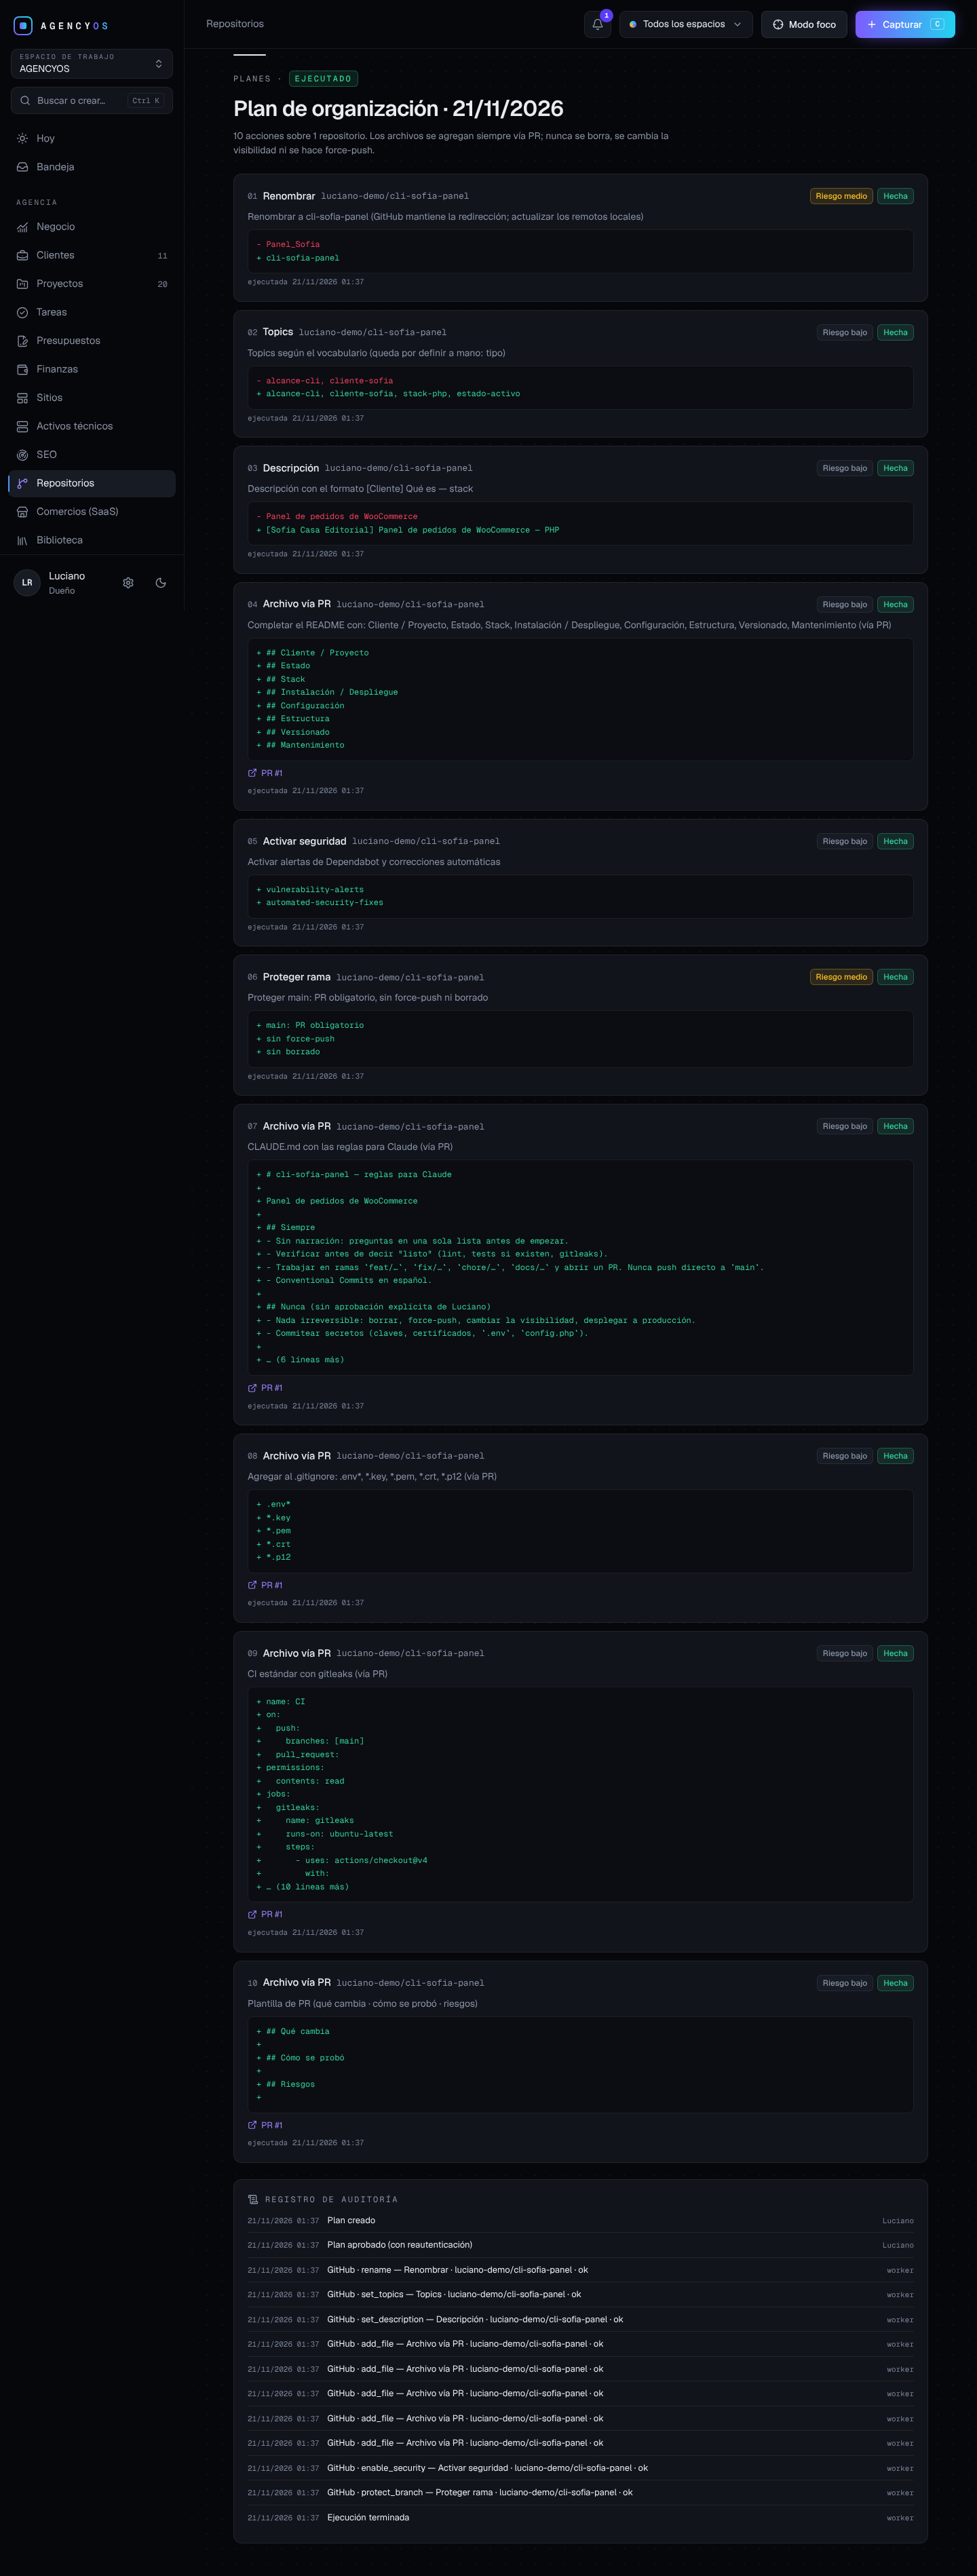 AGENCYOS
ESPACIO DE TRABAJO
AGENCYOS
Buscar o crear... Ctrl K
Hoy
Bandeja
AGENCIA
Negocio
Clientes 11
Proyectos 20
Tareas
Presupuestos
Finanzas
Sitios
Activos técnicos
SEO
Repositorios
Comercios (SaaS)
Biblioteca
LR Luciano
Dueño
Repositorios
1
Todos los espacios
Modo foco
Capturar C
PLANES · EJECUTADO
Plan de organización · 21/11/2026
10 acciones sobre 1 repositorio. Los archivos se agregan siempre vía PR; nunca se borra, se cambia la
visibilidad ni se hace force-push.
01 Renombrar luciano-demo/cli-sofia-panel Riesgo medio Hecha
Renombrar a cli-sofia-panel (GitHub mantiene la redirección; actualizar los remotos locales)
- Panel_Sofia
+ cli-sofia-panel
ejecutada 21/11/2026 01:37
02 Topics luciano-demo/cli-sofia-panel Riesgo bajo Hecha
Topics según el vocabulario (queda por definir a mano: tipo)
- alcance-cli, cliente-sofia
+ alcance-cli, cliente-sofia, stack-php, estado-activo
ejecutada 21/11/2026 01:37
03 Descripción luciano-demo/cli-sofia-panel Riesgo bajo Hecha
Descripción con el formato [Cliente] Qué es — stack
- Panel de pedidos de WooCommerce
+ [Sofía Casa Editorial] Panel de pedidos de WooCommerce — PHP
ejecutada 21/11/2026 01:37
04 Archivo vía PR luciano-demo/cli-sofia-panel Riesgo bajo Hecha
Completar el README con: Cliente / Proyecto, Estado, Stack, Instalación / Despliegue, Configuración, Estructura, Versionado, Mantenimiento (vía PR)
+ ## Cliente / Proyecto
+ ## Estado
+ ## Stack
+ ## Instalación / Despliegue
+ ## Configuración
+ ## Estructura
+ ## Versionado
+ ## Mantenimiento
PR #1
ejecutada 21/11/2026 01:37
05 Activar seguridad luciano-demo/cli-sofia-panel Riesgo bajo Hecha
Activar alertas de Dependabot y correcciones automáticas
+ vulnerability-alerts
+ automated-security-fixes
ejecutada 21/11/2026 01:37
06 Proteger rama luciano-demo/cli-sofia-panel Riesgo medio Hecha
Proteger main: PR obligatorio, sin force-push ni borrado
+ main: PR obligatorio
+ sin force-push
+ sin borrado
ejecutada 21/11/2026 01:37
07 Archivo vía PR luciano-demo/cli-sofia-panel Riesgo bajo Hecha
CLAUDE.md con las reglas para Claude (vía PR)
+ # cli-sofia-panel — reglas para Claude
+
+ Panel de pedidos de WooCommerce
+
+ ## Siempre
+ - Sin narración: preguntas en una sola lista antes de empezar.
+ - Verificar antes de decir "listo" (lint, tests si existen, gitleaks).
+ - Trabajar en ramas `feat/…`, `fix/…`, `chore/…`, `docs/…` y abrir un PR. Nunca push directo a `main`.
+ - Conventional Commits en español.
+
+ ## Nunca (sin aprobación explícita de Luciano)
+ - Nada irreversible: borrar, force-push, cambiar la visibilidad, desplegar a producción.
+ - Commitear secretos (claves, certificados, `.env`, `config.php`).
+
+ … (6 líneas más)
PR #1
ejecutada 21/11/2026 01:37
08 Archivo vía PR luciano-demo/cli-sofia-panel Riesgo bajo Hecha
Agregar al .gitignore: .env*, *.key, *.pem, *.crt, *.p12 (vía PR)
+ .env*
+ *.key
+ *.pem
+ *.crt
+ *.p12
PR #1
ejecutada 21/11/2026 01:37
09 Archivo vía PR luciano-demo/cli-sofia-panel Riesgo bajo Hecha
CI estándar con gitleaks (vía PR)
+ name: CI
+ on:
+   push:
+     branches: [main]
+   pull_request:
+ permissions:
+   contents: read
+ jobs:
+   gitleaks:
+     name: gitleaks
+     runs-on: ubuntu-latest
+     steps:
+       - uses: actions/checkout@v4
+         with:
+ … (10 líneas más)
PR #1
ejecutada 21/11/2026 01:37
10 Archivo vía PR luciano-demo/cli-sofia-panel Riesgo bajo Hecha
Plantilla de PR (qué cambia · cómo se probó · riesgos)
+ ## Qué cambia
+
+ ## Cómo se probó
+
+ ## Riesgos
+
PR #1
ejecutada 21/11/2026 01:37
REGISTRO DE AUDITORÍA
21/11/2026 01:37 Plan creado Luciano
21/11/2026 01:37 Plan aprobado (con reautenticación) Luciano
21/11/2026 01:37 GitHub · rename — Renombrar · luciano-demo/cli-sofia-panel · ok worker
21/11/2026 01:37 GitHub · set_topics — Topics · luciano-demo/cli-sofia-panel · ok worker
21/11/2026 01:37 GitHub · set_description — Descripción · luciano-demo/cli-sofia-panel · ok worker
21/11/2026 01:37 GitHub · add_file — Archivo vía PR · luciano-demo/cli-sofia-panel · ok worker
21/11/2026 01:37 GitHub · add_file — Archivo vía PR · luciano-demo/cli-sofia-panel · ok worker
21/11/2026 01:37 GitHub · add_file — Archivo vía PR · luciano-demo/cli-sofia-panel · ok worker
21/11/2026 01:37 GitHub · add_file — Archivo vía PR · luciano-demo/cli-sofia-panel · ok worker
21/11/2026 01:37 GitHub · add_file — Archivo vía PR · luciano-demo/cli-sofia-panel · ok worker
21/11/2026 01:37 GitHub · enable_security — Activar seguridad · luciano-demo/cli-sofia-panel · ok worker
21/11/2026 01:37 GitHub · protect_branch — Proteger rama · luciano-demo/cli-sofia-panel · ok worker
21/11/2026 01:37 Ejecución terminada worker